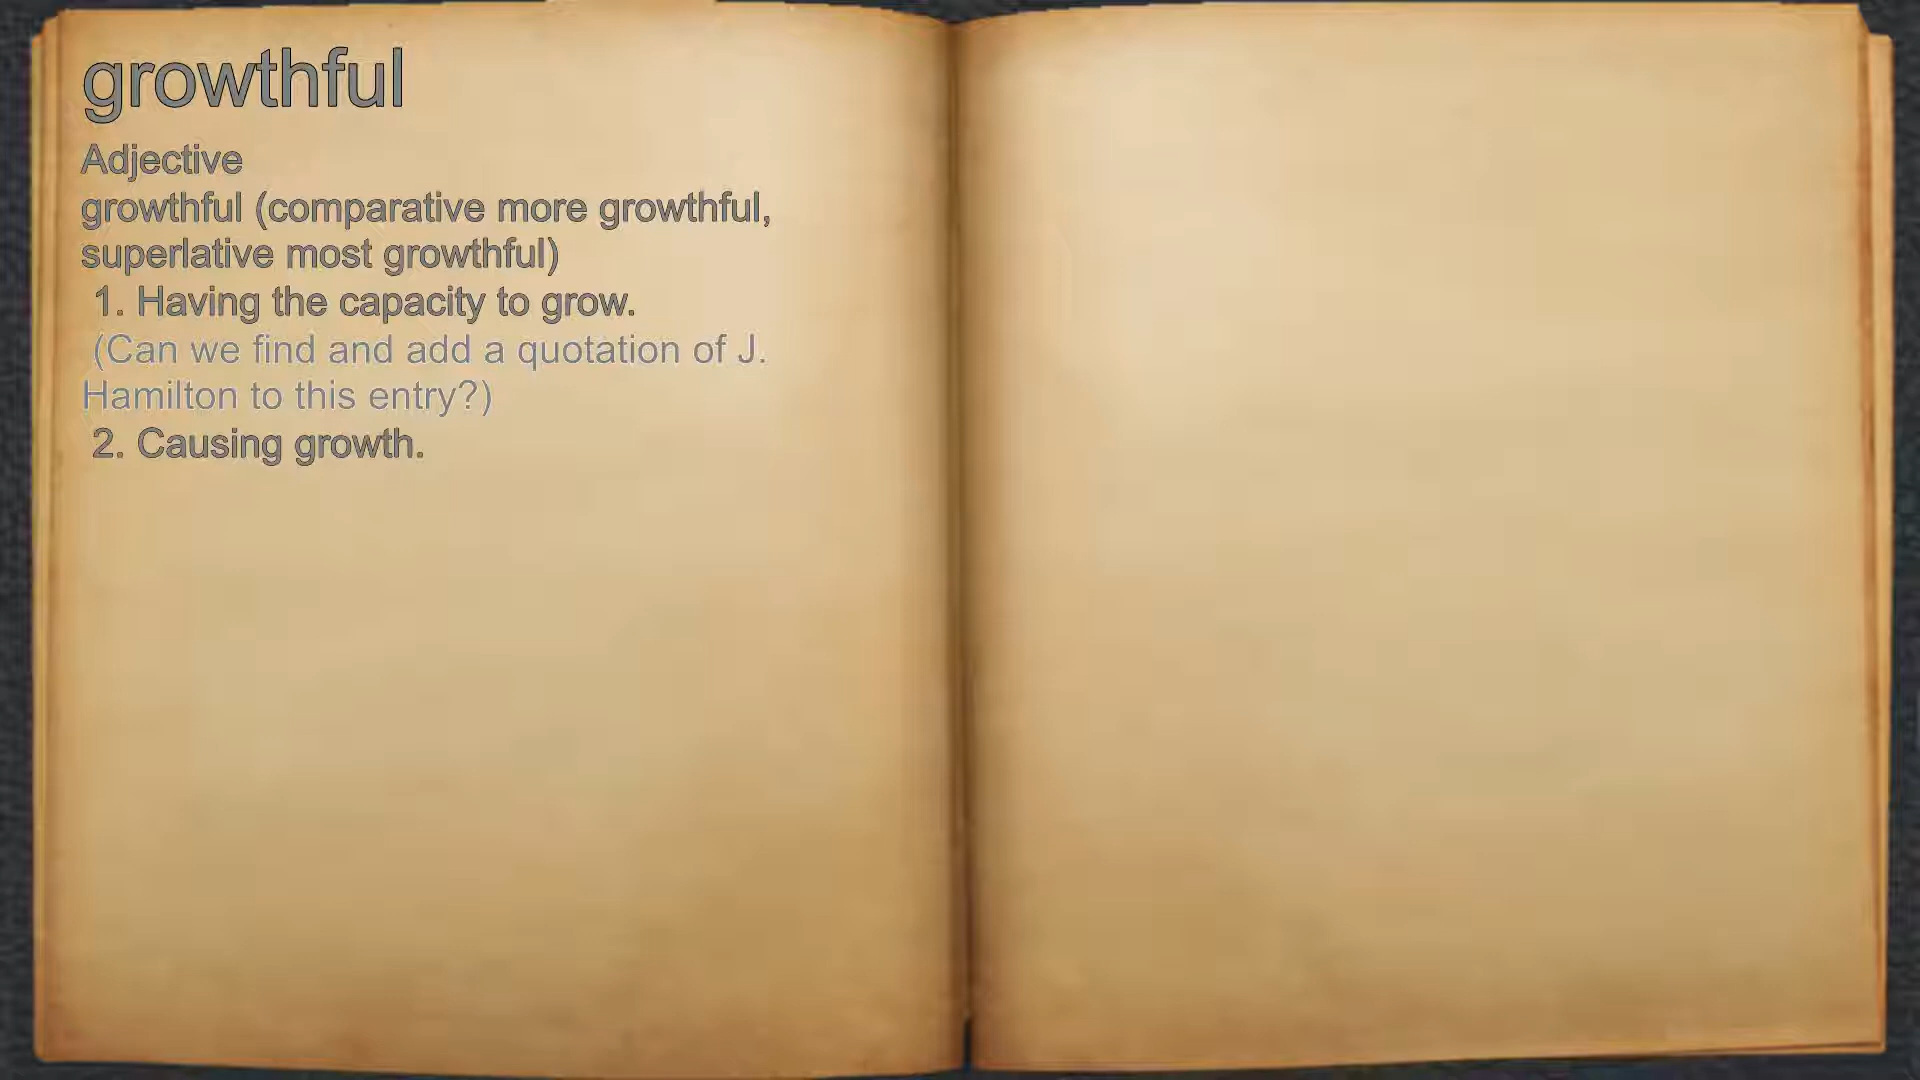 growthful
Adjective
growthful (comparative more growthful,
superlative most growthful)
1. Having the capacity to grow.
(Can we find and add a quotation of J.
Hamilton to this entry?)
2. Causing growth.